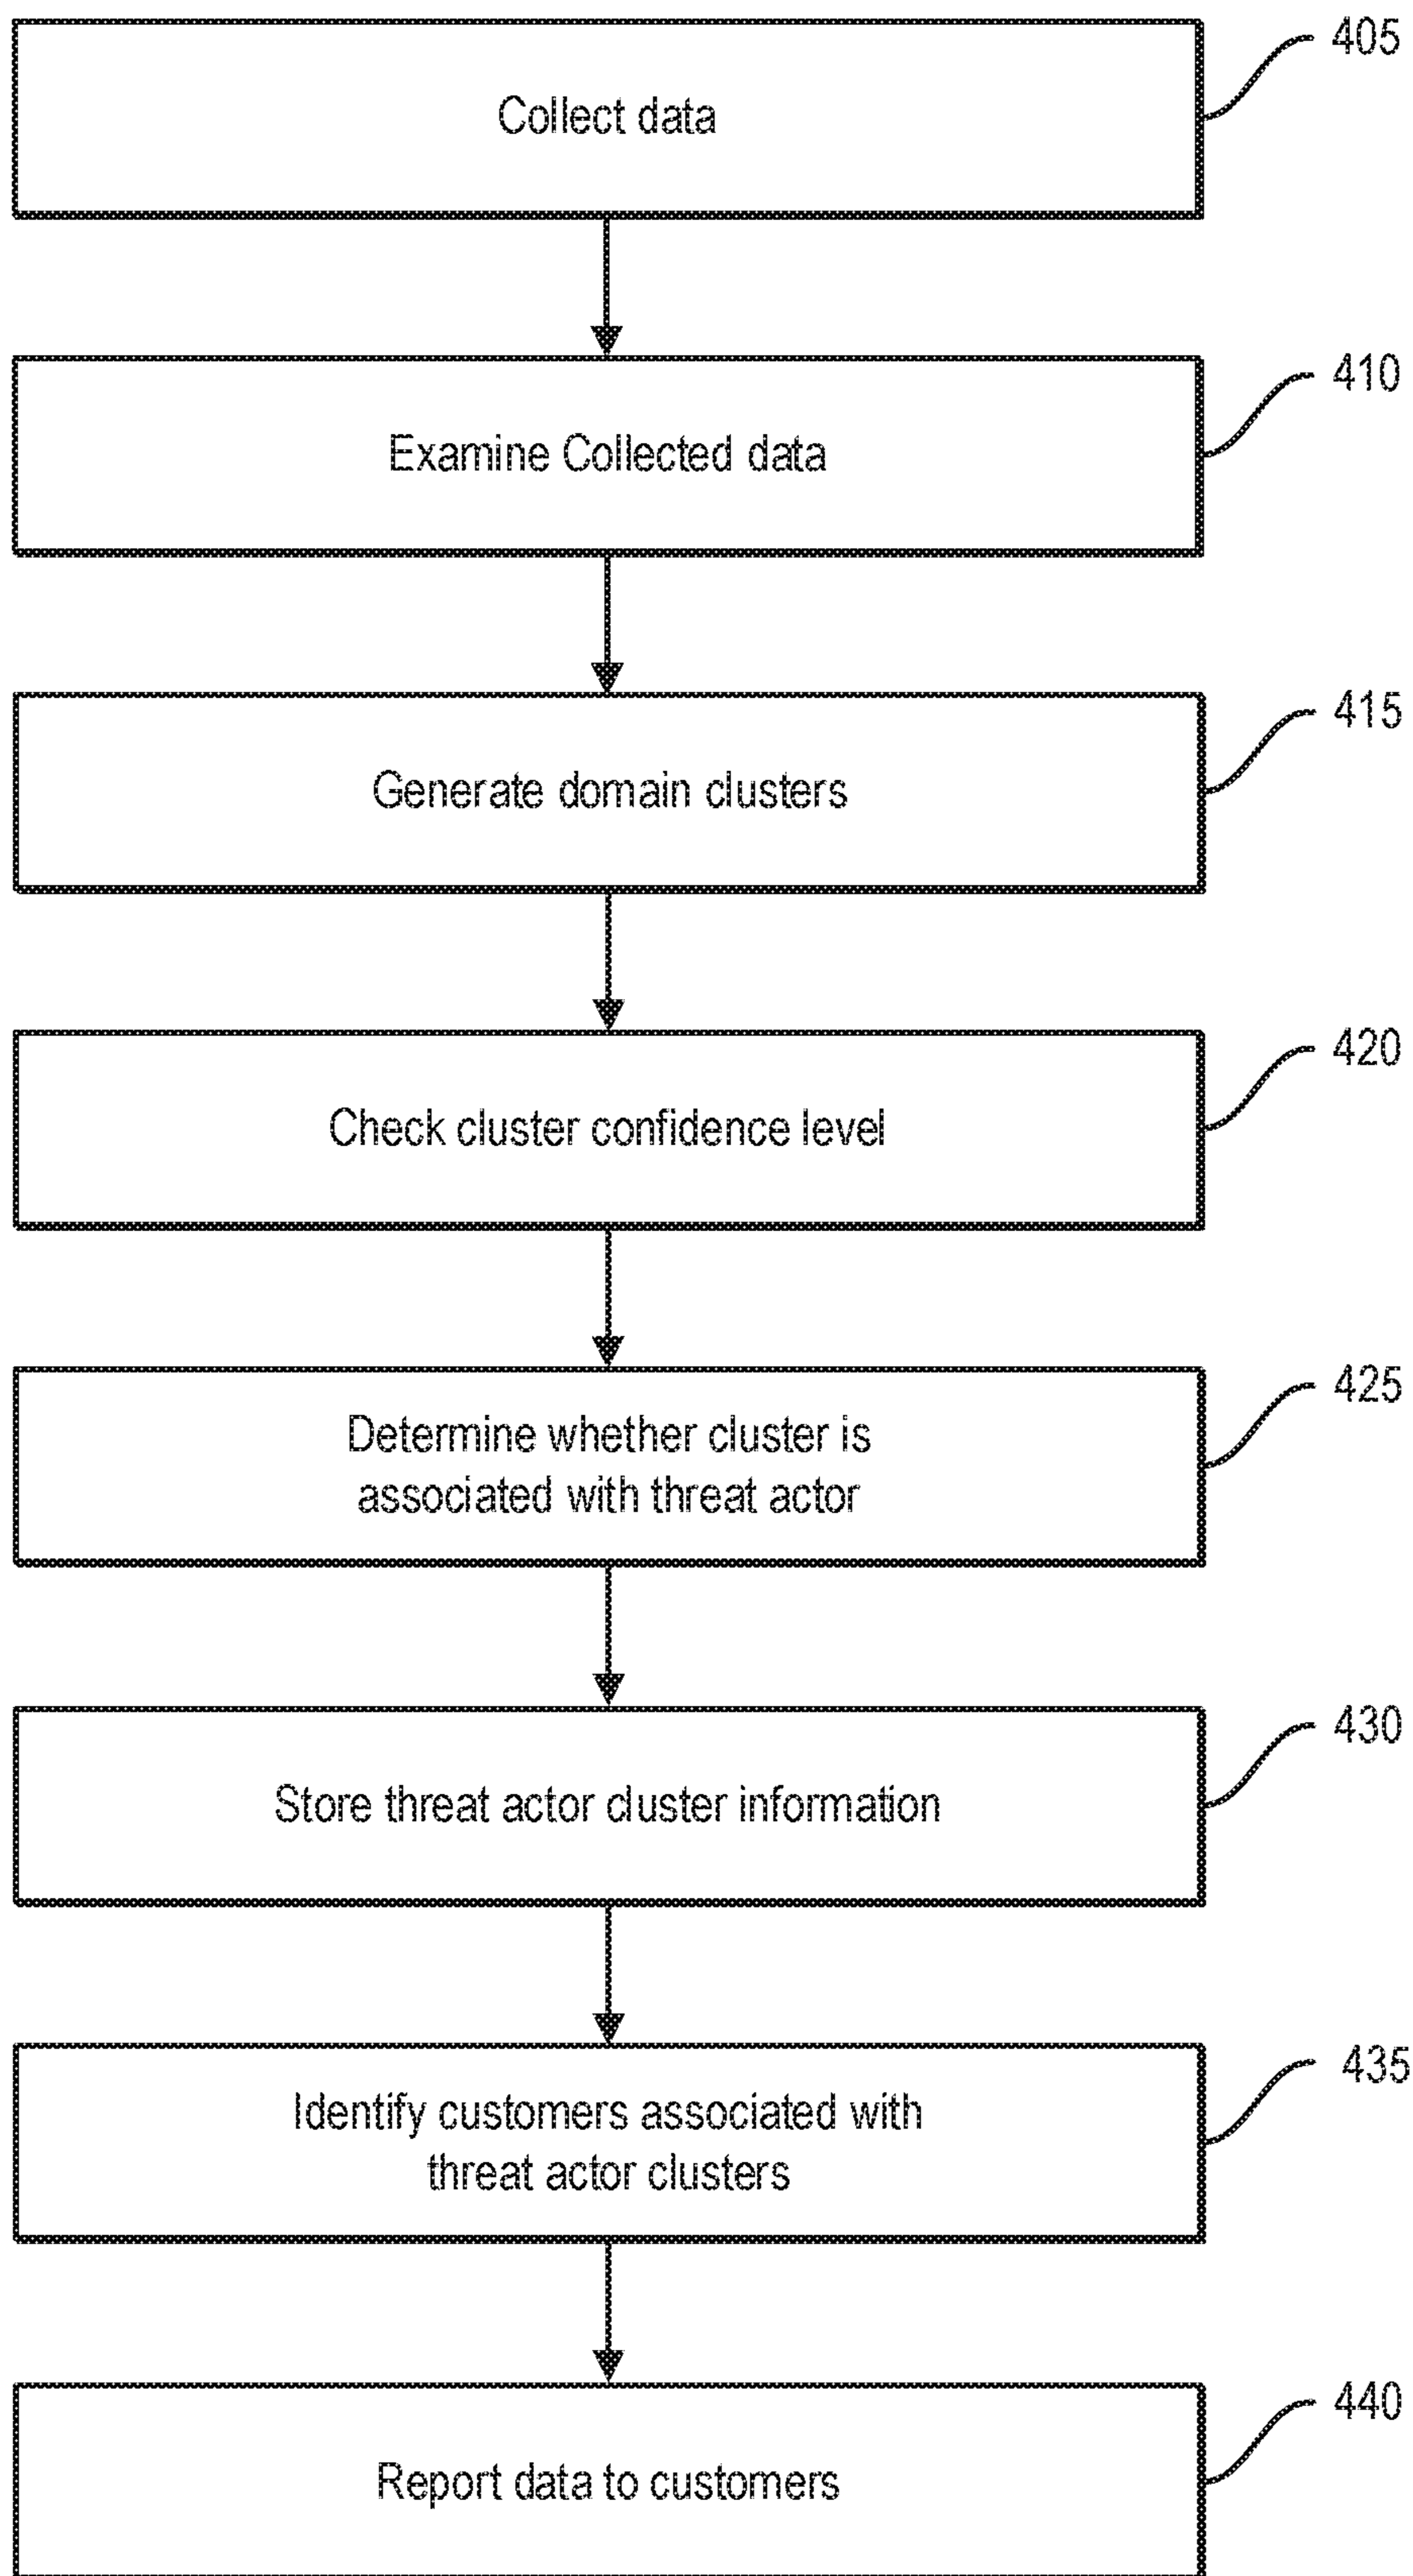 405
Collect data
410
Examine Collected data
415
Generate domain clusters
420
Check cluster confidence level
425
Determine whether cluster is
associated with threat actor
430
Store threat actor cluster information
435
Identify customers associated with
threat actor clusters
440
Report data to customers